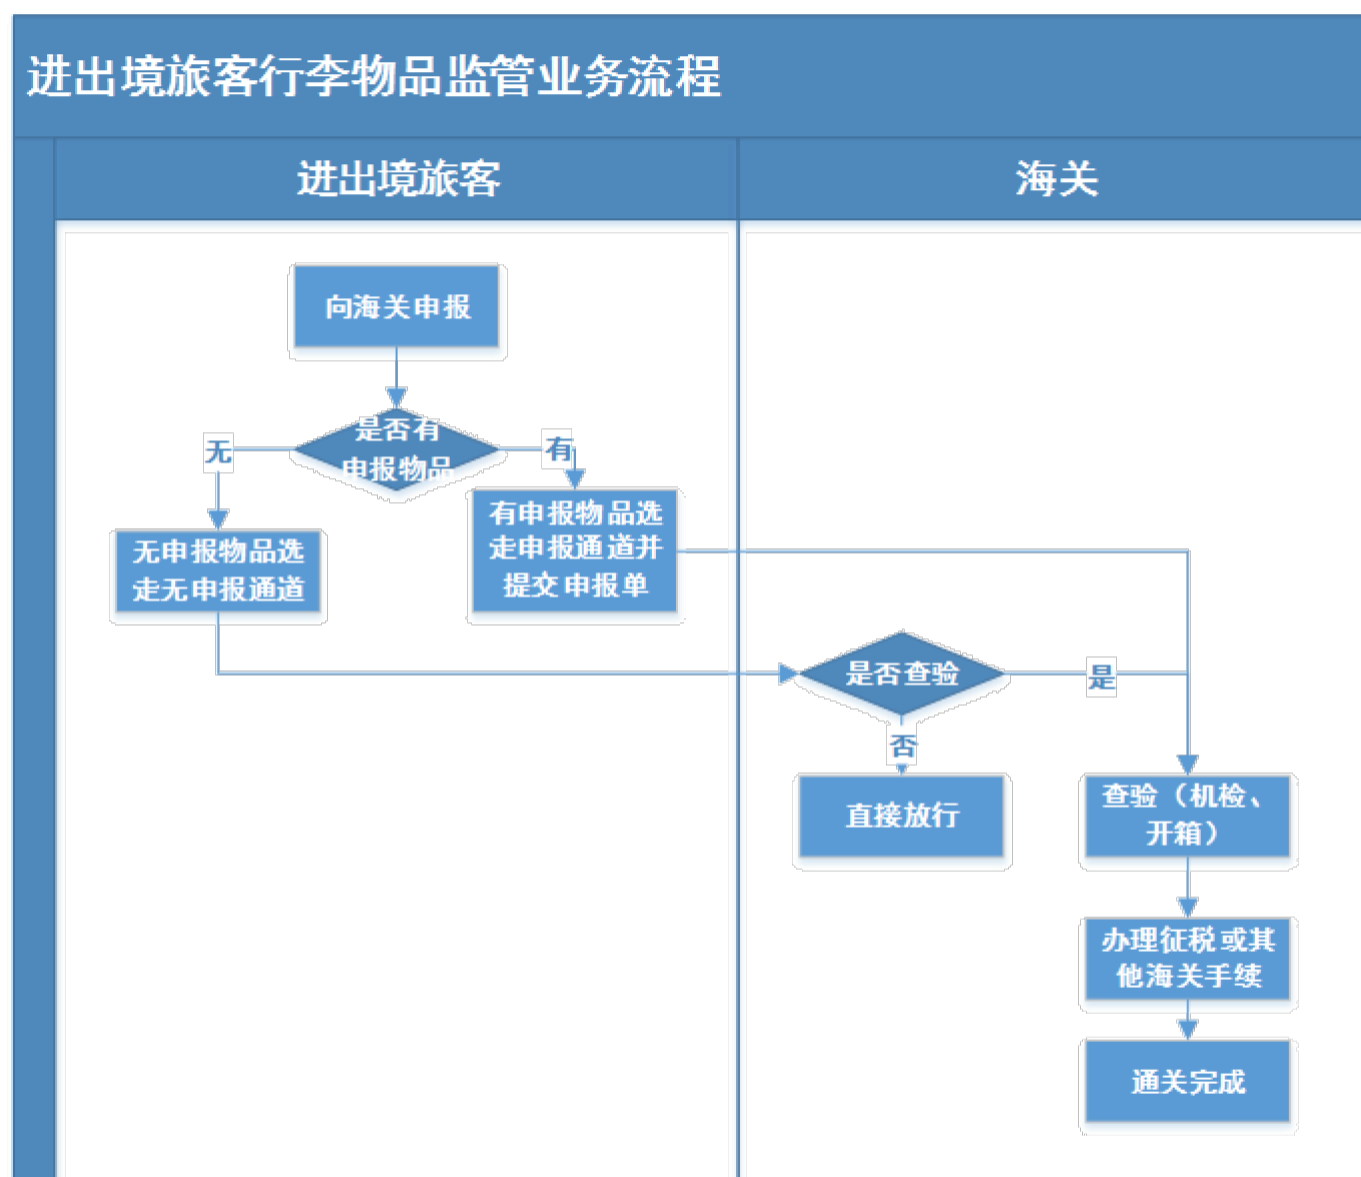 进出境旅客行李物品监管业务流程
进出境旅客
海关
向海关申报
是否有
申报物品
无
有
有申报物品选
走申报通道并
提交申报单
无申报物品选
走无申报通道
是否查验
是
否
直接放行
查验（机检、
开箱）
办理征税或其
他海关手续
通关完成